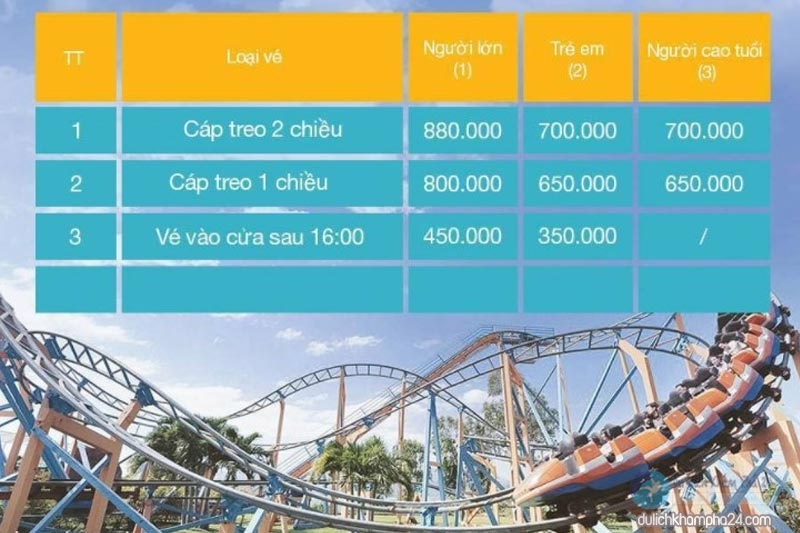 TT Loại vé Người lớn (1) Trẻ em (2) Người cao tuổi (3)
1 Cáp treo 2 chiều 880.000 700.000 700.000
2 Cáp treo 1 chiều 800.000 650.000 650.000
3 Vé vào cửa sau 16:00 450.000 350.000 /
dulichkhampha24.com